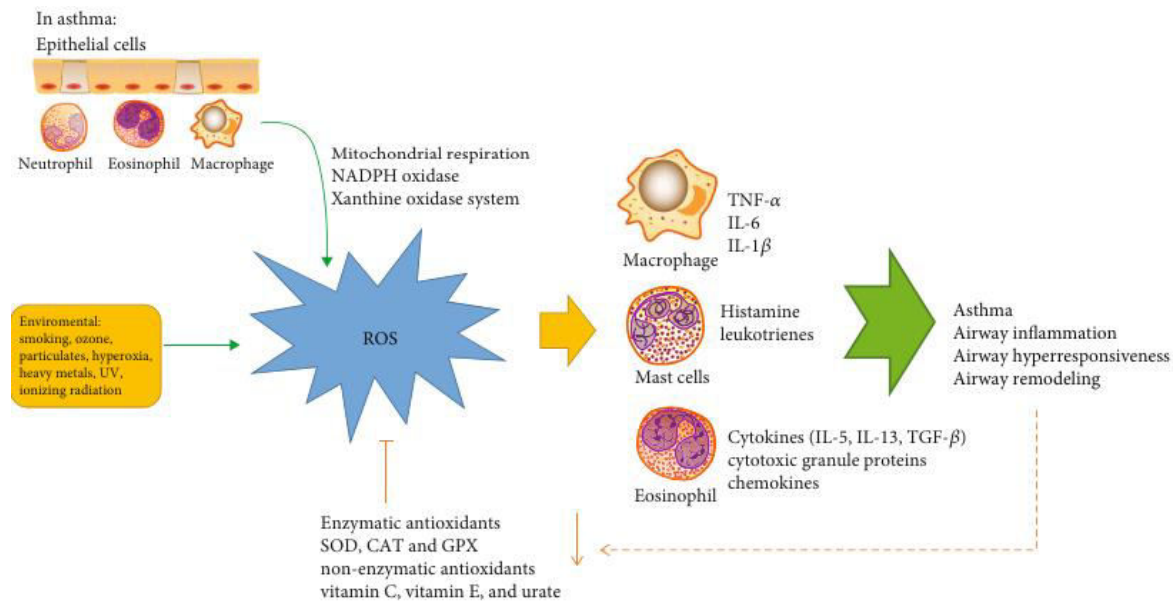 In asthma:
Epithelial cells
Neutrophil
Eosinophil
Macrophage
Mitochondrial respiration
NADPH oxidase
Xanthine oxidase system
Enviromental:
smoking, ozone,
particulates, hyperoxia,
heavy metals, UV,
ionizing radiation
ROS
Macrophage
TNF-α
IL-6
IL-1β
Mast cells
Histamine
leukotrienes
Eosinophil
Cytokines (IL-5, IL-13, TGF-β)
cytotoxic granule proteins
chemokines
Asthma
Airway inflammation
Airway hyperresponsiveness
Airway remodeling
Enzymatic antioxidants
SOD, CAT and GPX
non-enzymatic antioxidants
vitamin C, vitamin E, and urate